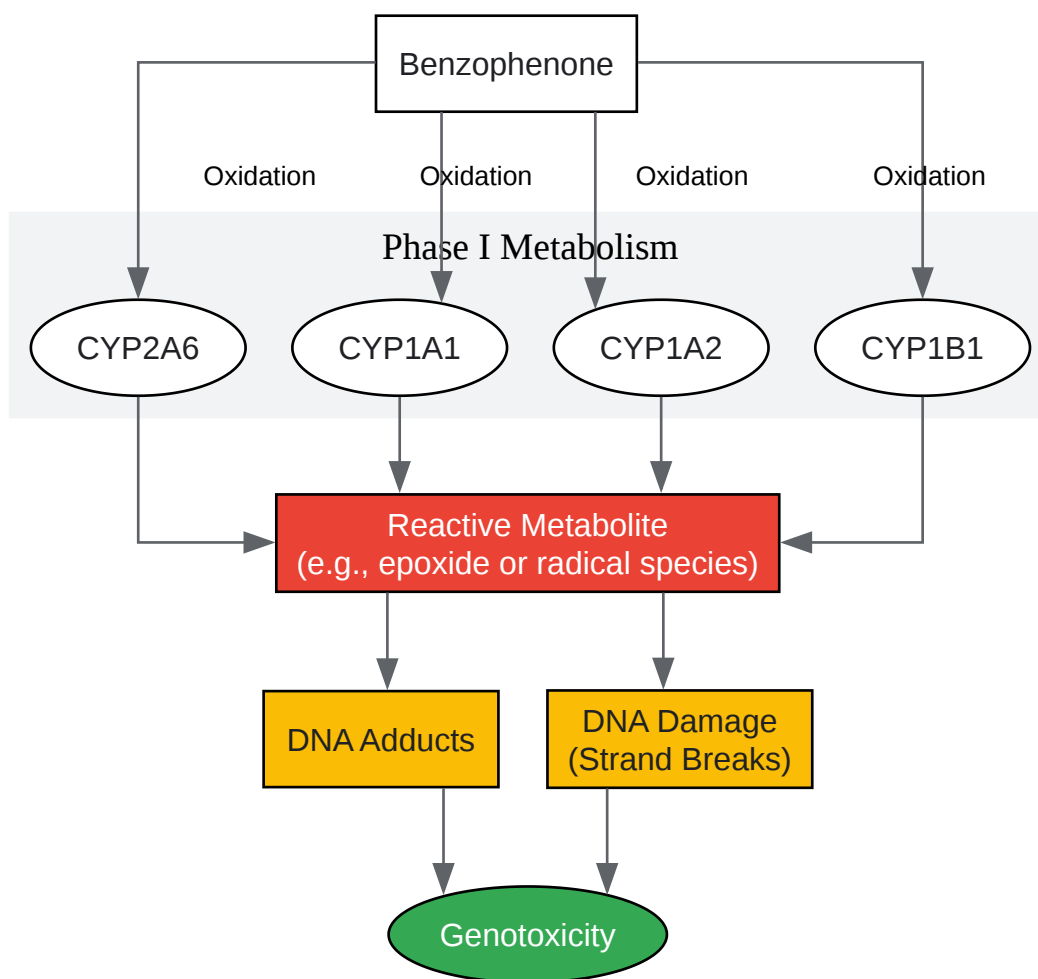 Benzophenone
Oxidation
Oxidation
Oxidation
Oxidation
Phase I Metabolism
CYP2A6
CYP1A1
CYP1A2
CYP1B1
Reactive Metabolite
(e.g., epoxide or radical species)
DNA Adducts
DNA Damage
(Strand Breaks)
Genotoxicity